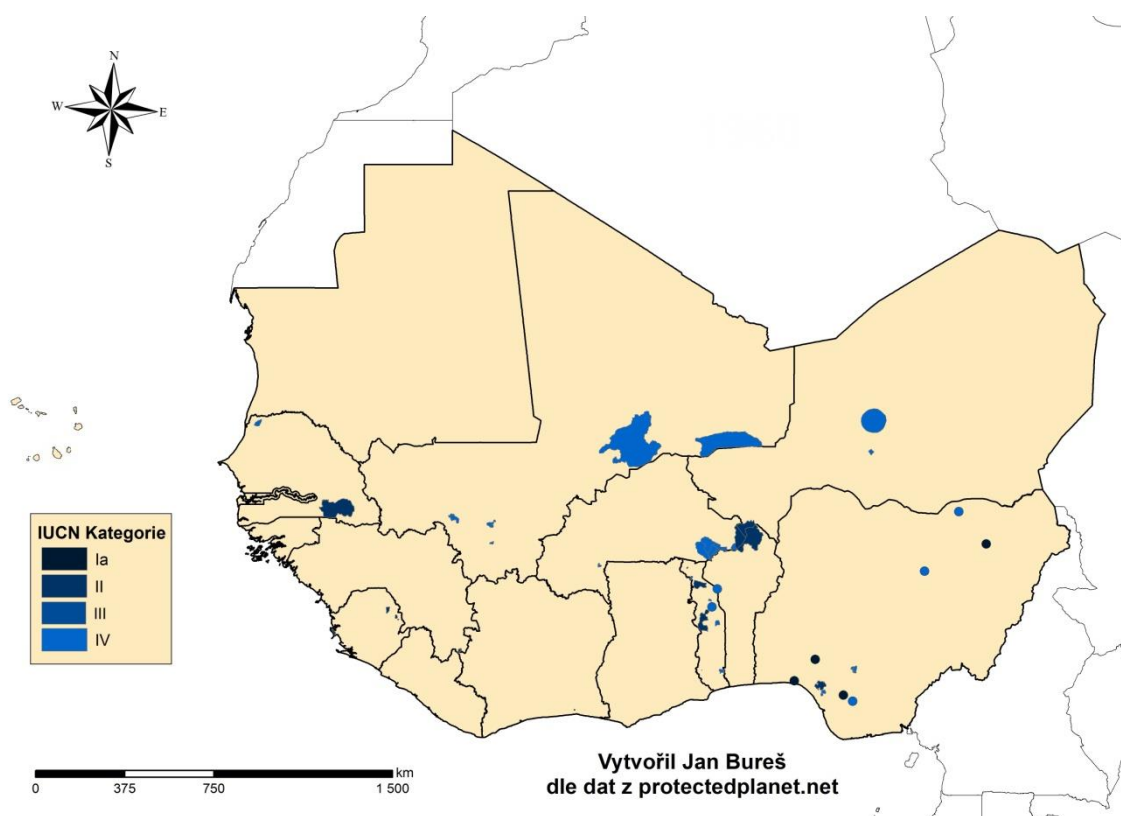 N
W
E
S
IUCN Kategorie
Ia
II
III
IV
km
0
375
750
1 500
Vytvořil Jan Bureš
dle dat z protectedplanet.net